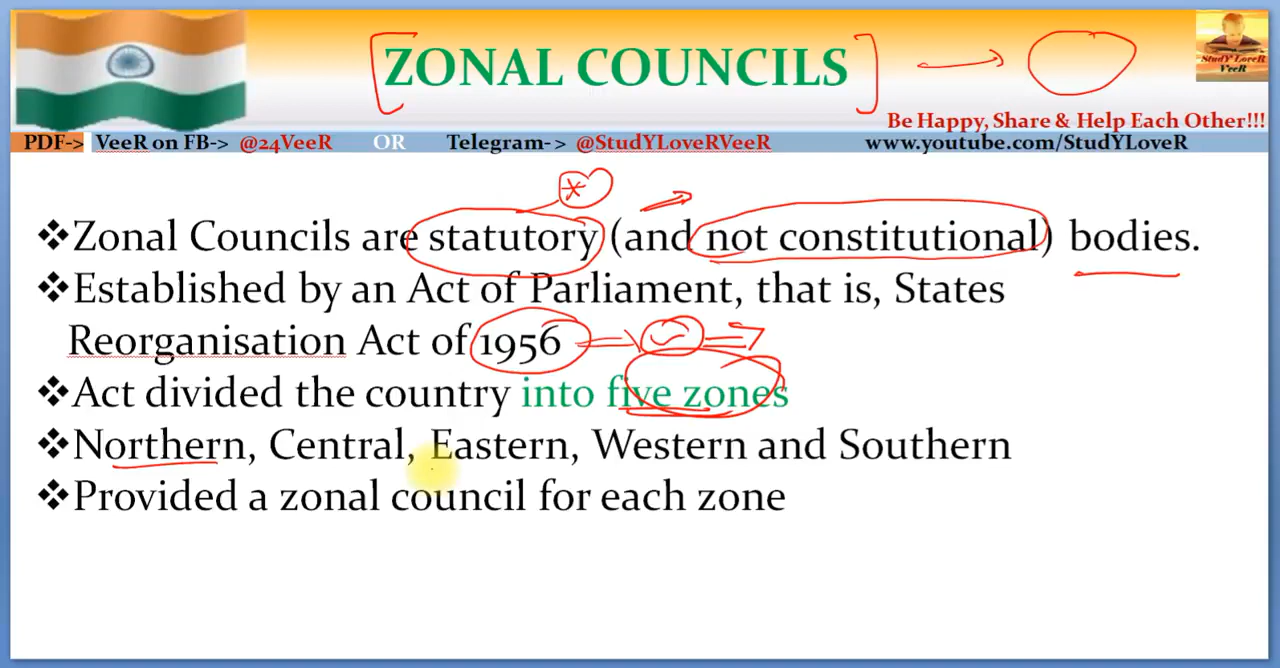 ZONAL COUNCILS
StudY LoveR
VeeR
Be Happy, Share & Help Each Other!!!
PDF-> VeeR on FB-> @24VeeR OR Telegram-> @StudYLoveRVeeR www.youtube.com/StudYLoveR
❖Zonal Councils are statutory (and not constitutional) bodies.
❖Established by an Act of Parliament, that is, States
Reorganisation Act of 1956
❖Act divided the country into five zones
❖Northern, Central, Eastern, Western and Southern
❖Provided a zonal council for each zone